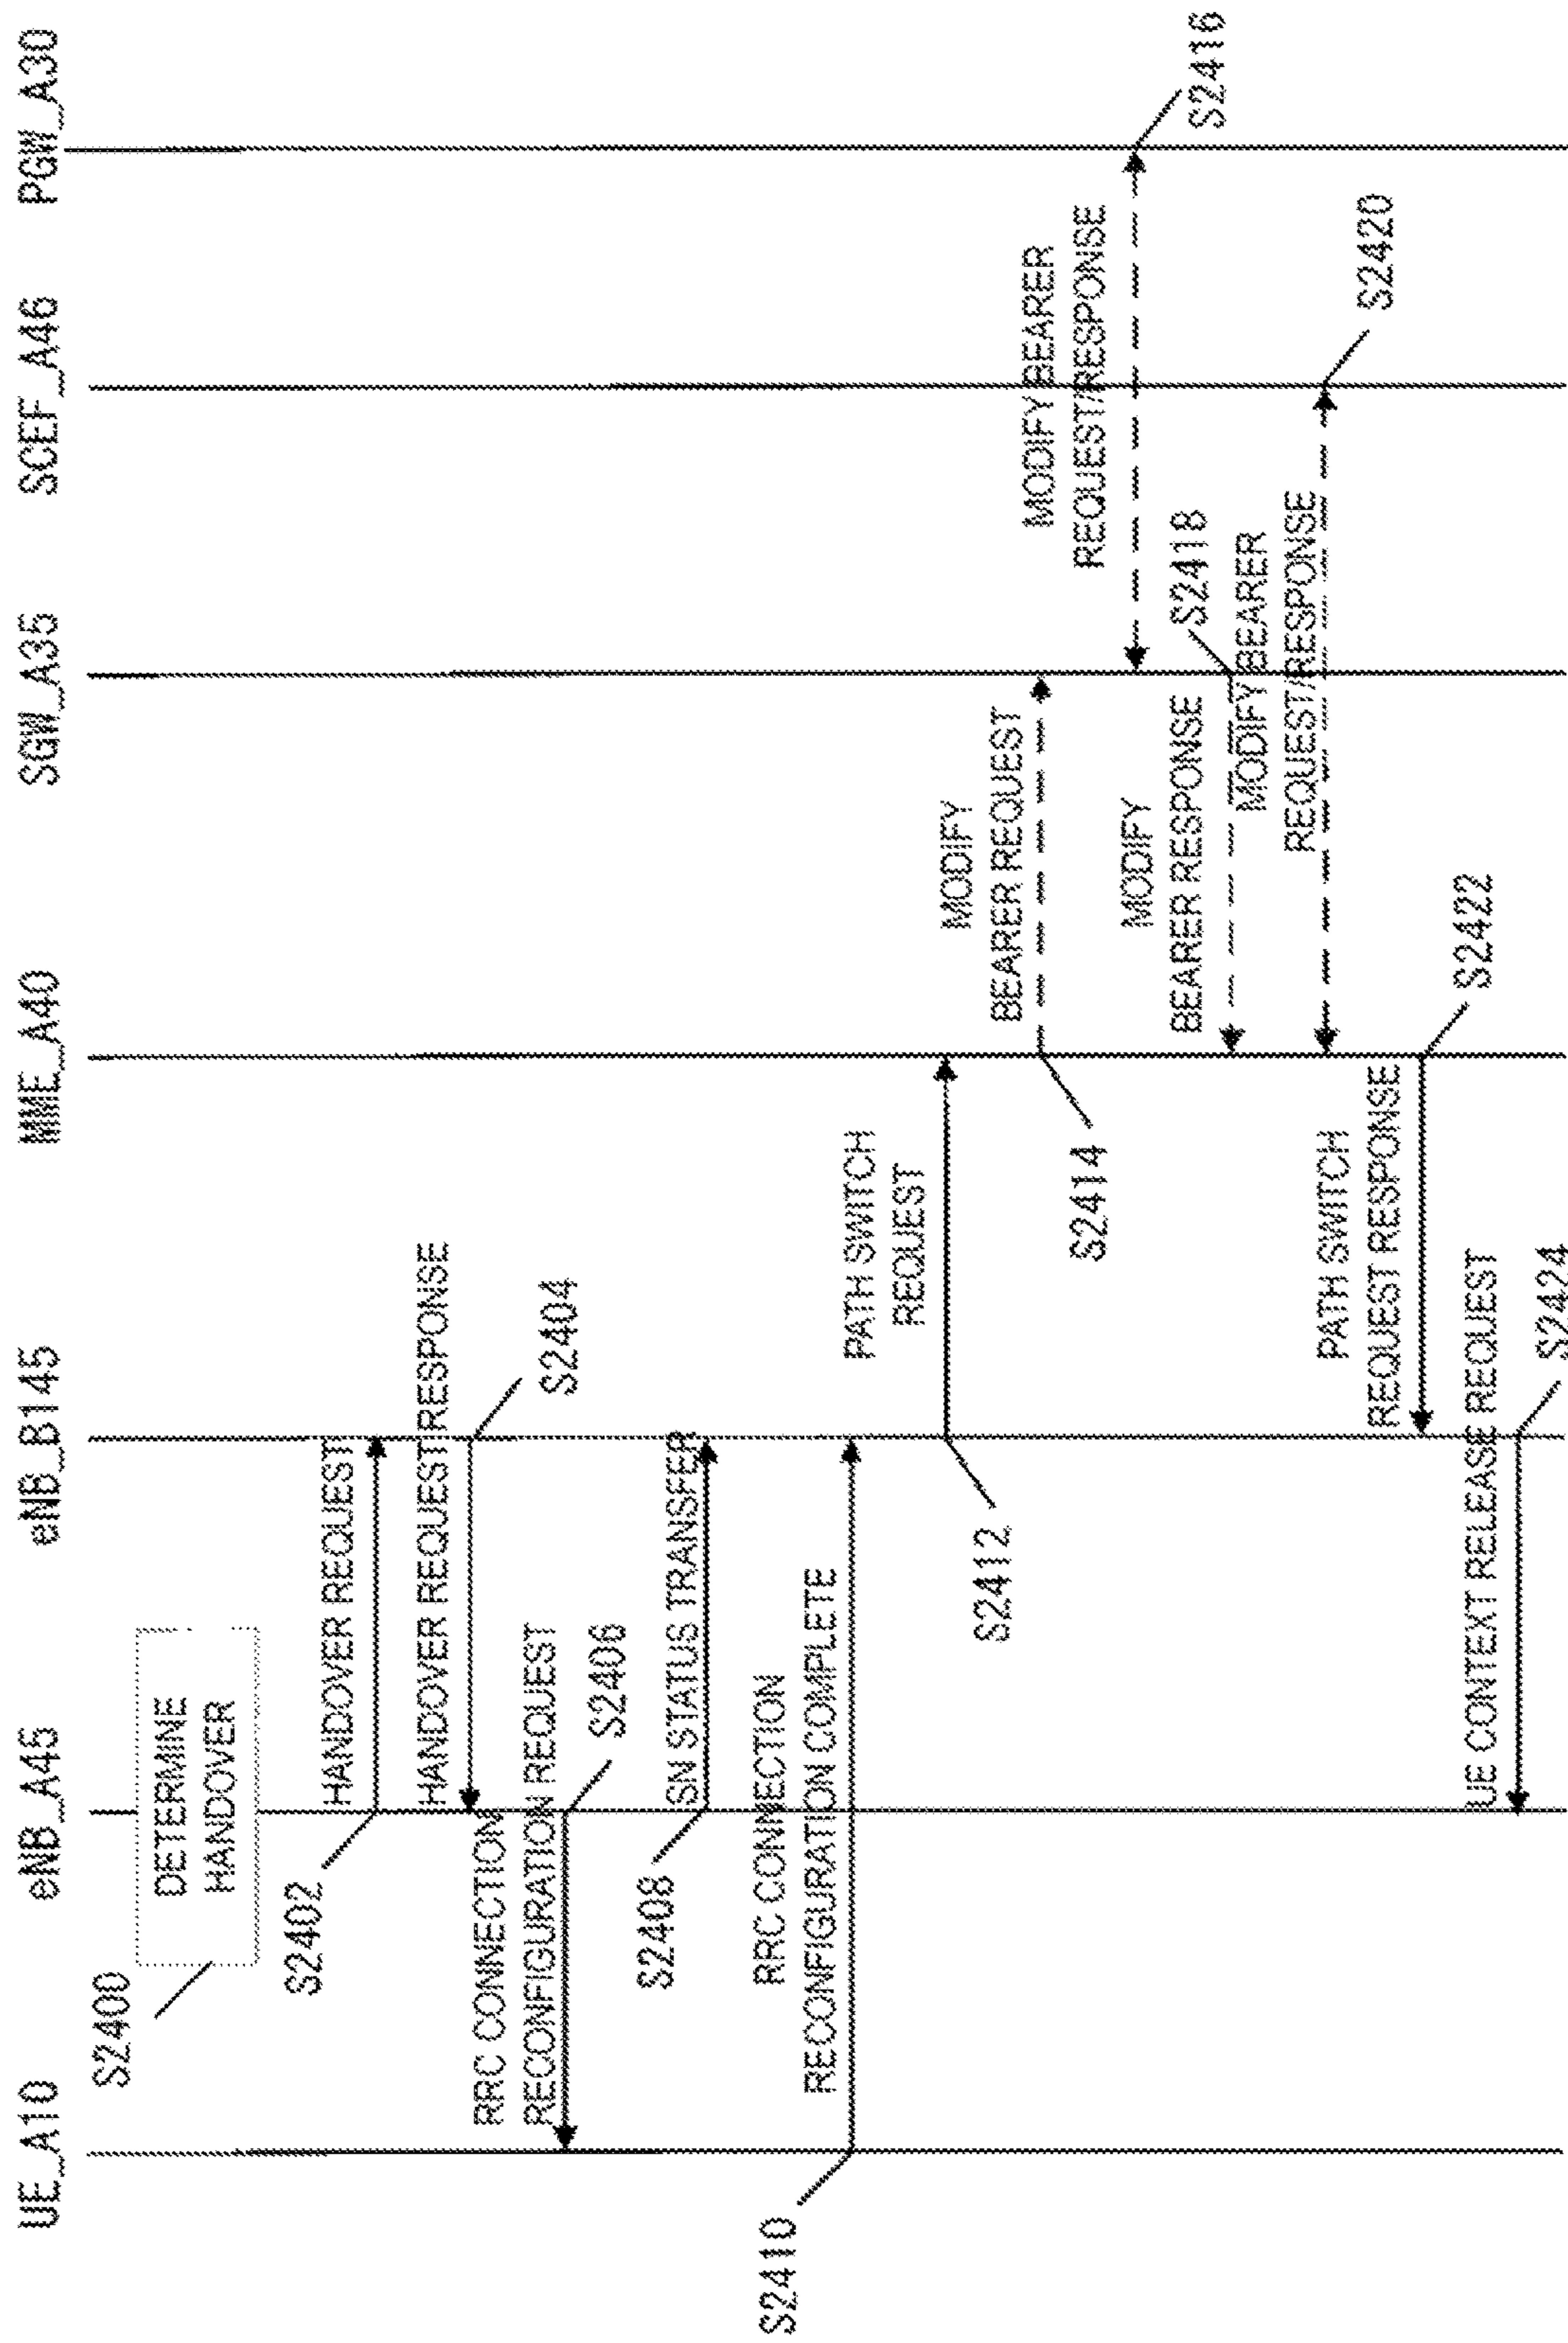 UE_A10
eNB_A45
eNB_B145
MME_A40
SGW_A35
SCEF_A46
PGW_A30
S2400
DETERMINE
HANDOVER
S2402
HANDOVER REQUEST
HANDOVER REQUEST RESPONSE
S2404
RRC CONNECTION
RECONFIGURATION REQUEST
S2406
SN STATUS TRANSFER
S2408
RRC CONNECTION
RECONFIGURATION COMPLETE
S2410
PATH SWITCH
REQUEST
S2412
MODIFY
BEARER REQUEST
S2414
MODIFY BEARER
REQUEST/RESPONSE
S2416
MODIFY
BEARER RESPONSE
S2418
MODIFY BEARER
REQUEST/RESPONSE
S2420
PATH SWITCH
REQUEST RESPONSE
S2422
UE CONTEXT RELEASE REQUEST
S2424